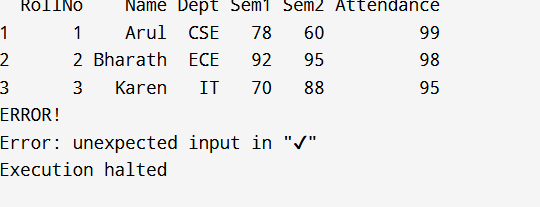 RollNo Name Dept Sem1 Sem2 Attendance
1 1 Arul CSE 78 60 99
2 2 Bharath ECE 92 95 98
3 3 Karen IT 70 88 95
ERROR!
Error: unexpected input in "✔"
Execution halted